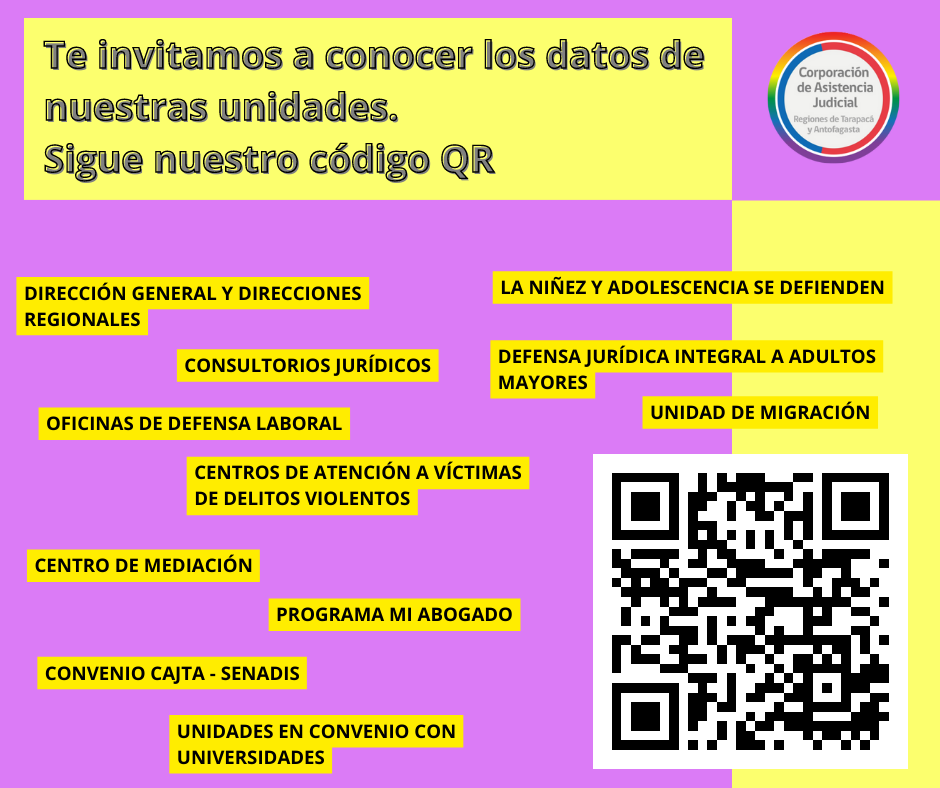 Te invitamos a conocer los datos de
nuestras unidades.
Sigue nuestro código QR
Corporación
de Asistencia
Judicial
Regiones de Tarapacá
y Antofagasta
DIRECCIÓN GENERAL Y DIRECCIONES
REGIONALES
CONSULTORIOS JURÍDICOS
OFICINAS DE DEFENSA LABORAL
CENTROS DE ATENCIÓN A VÍCTIMAS
DE DELITOS VIOLENTOS
CENTRO DE MEDIACIÓN
PROGRAMA MI ABOGADO
CONVENIO CAJTA - SENADIS
UNIDADES EN CONVENIO CON
UNIVERSIDADES
LA NIÑEZ Y ADOLESCENCIA SE DEFIENDEN
DEFENSA JURÍDICA INTEGRAL A ADULTOS
MAYORES
UNIDAD DE MIGRACIÓN